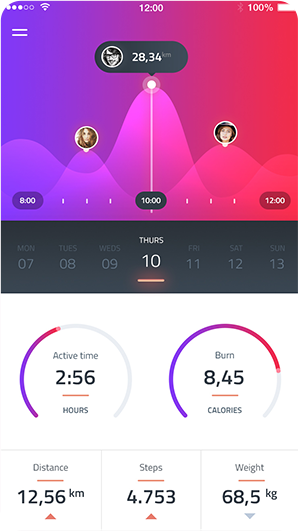 12:00 100%
28,34 km
8:00 10:00 12:00
MON TUES WEDS THURS FRI SAT SUN
07 08 09 10 11 12 13
Active time Burn
2:56 8,45
HOURS CALORIES
Distance Steps Weight
12,56 km 4.753 68,5 kg